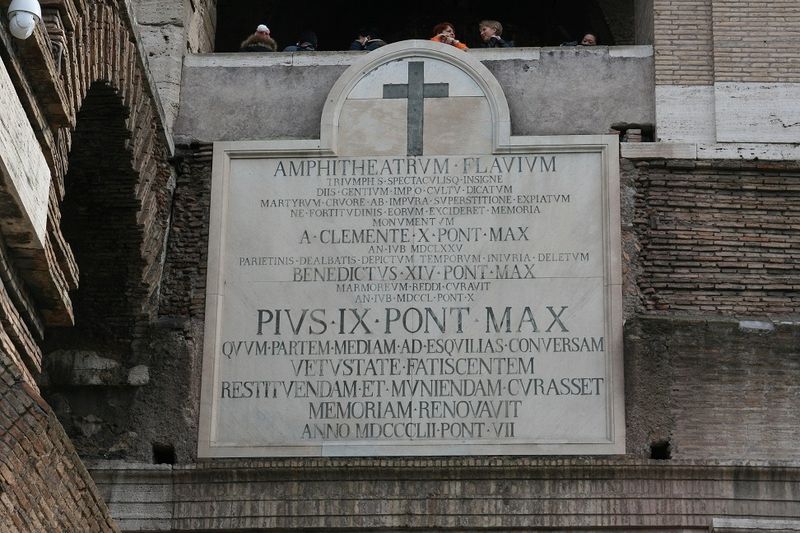 AMPHITHEATRVM·FLAVIVM
TRIVMPHIS·SPECTACVLISQ·INSIGNE
DIIS·GENTIVM·IMPIO·CVLTV·DICATVM
MARTYRVM·CRVORE·AB·IMPVRA·SVPERSTITIONE·EXPIATVM
NE·FORTITVDINIS·EORVM·EXCIDERET·MEMORIA
MONVMENTVM
A·CLEMENTE·X·PONT·MAX
AN·IVB·MDCLXXV
PARIETINIS·DEALBATIS·DEPICTVM·TEMPORVM·INIVRIA·DELETVM
BENEDICTVS·XIV·PONT·MAX
MARMOREVM·REDDI·CVRAVIT
AN·IVB·MDCCL·PONT·X
PIVS·IX·PONT·MAX
QVVM·PARTEM·MEDIAM·AD·ESQVILIAS·CONVERSAM
VETVSTATE·FATISCENTEM
RESTITVENDAM·ET·MVNIENDAM·CVRASSET
MEMORIAM·RENOVAVIT
ANNO·MDCCCLII·PONT·VII